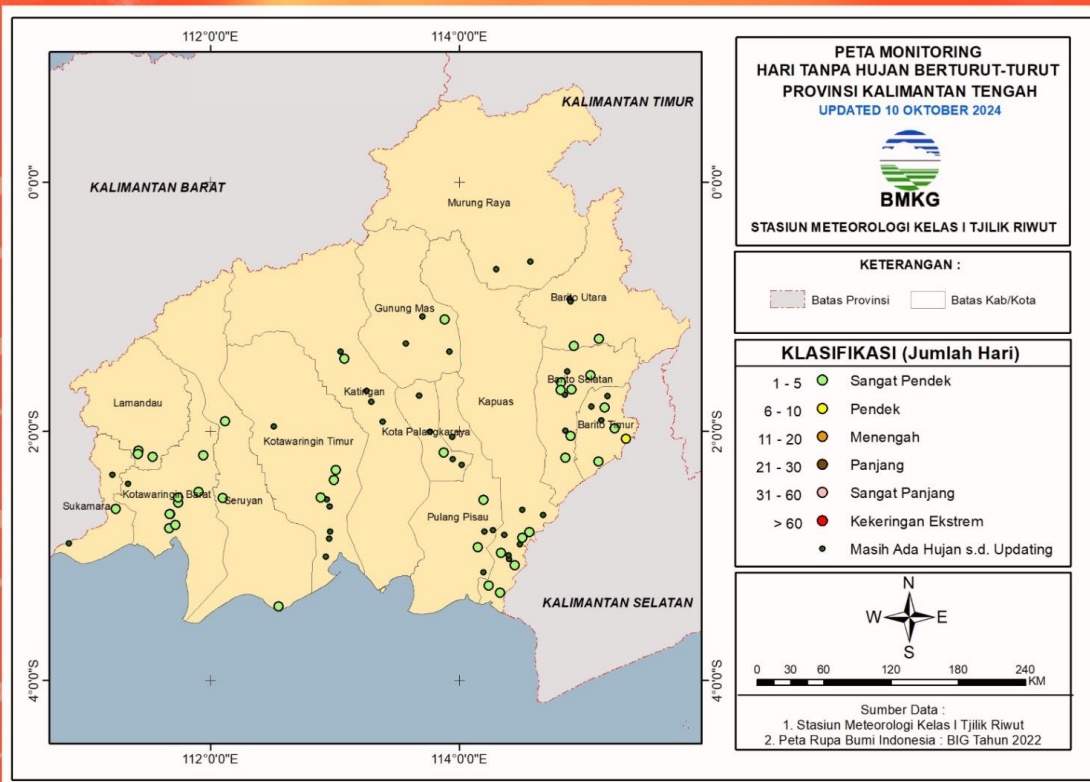 112°0'0"E
114°0'0"E
0°0'0"
2°0'0"S
4°0'0"S
0°0'0"
2°0'0"S
4°0'0"S
112°0'0"E
114°0'0"E
KALIMANTAN TIMUR
KALIMANTAN BARAT
Murung Raya
Barito Utara
Gunung Mas
Barito Selatan
Katingan
Kapuas
Lamandau
Barito Timur
Kotawaringin Timur
Kota Palangkaraya
Kotawaringin Barat
Seruyan
Sukamara
Pulang Pisau
KALIMANTAN SELATAN
PETA MONITORING
HARI TANPA HUJAN BERTURUT-TURUT
PROVINSI KALIMANTAN TENGAH
UPDATED 10 OKTOBER 2024
BMKG
STASIUN METEOROLOGI KELAS I TJILIK RIWUT
KETERANGAN :
Batas Provinsi
Batas Kab/Kota
KLASIFIKASI (Jumlah Hari)
1 - 5 Sangat Pendek
6 - 10 Pendek
11 - 20 Menengah
21 - 30 Panjang
31 - 60 Sangat Panjang
> 60 Kekeringan Ekstrem
Masih Ada Hujan s.d. Updating
N
W E
S
0 30 60 120 180 240
KM
Sumber Data :
1. Stasiun Meteorologi Kelas I Tjilik Riwut
2. Peta Rupa Bumi Indonesia : BIG Tahun 2022